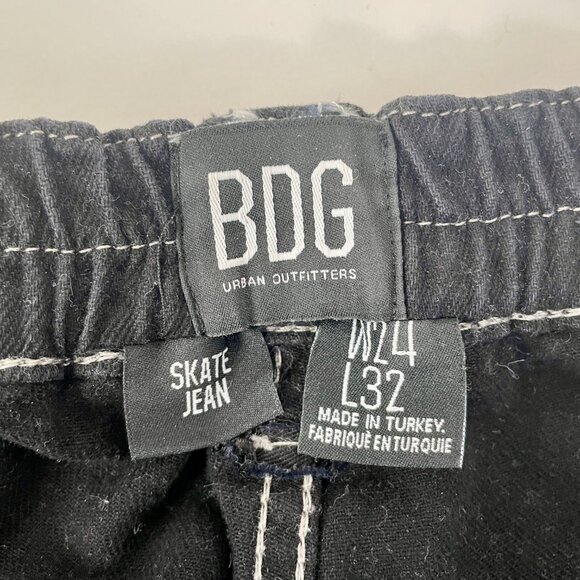 BDG
URBAN OUTFITTERS
SKATE
JEAN
W24
L32
MADE IN TURKEY.
FABRIQUÉ EN TURQUIE